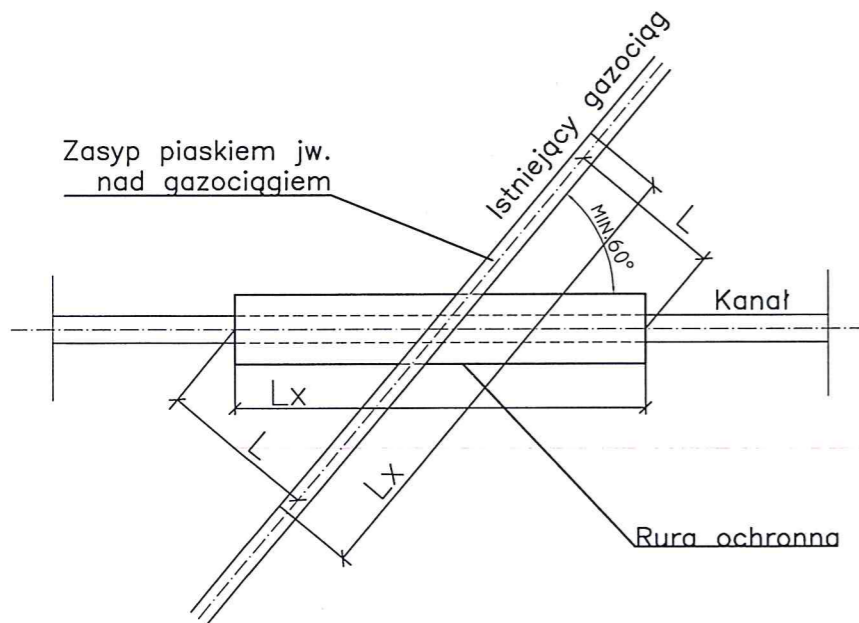 Istniejący gazociąg
Zasyp piaskiem jw.
nad gazociągiem
L
MIN.60°
Kanał
Lx
L
Lx
Rura ochronna